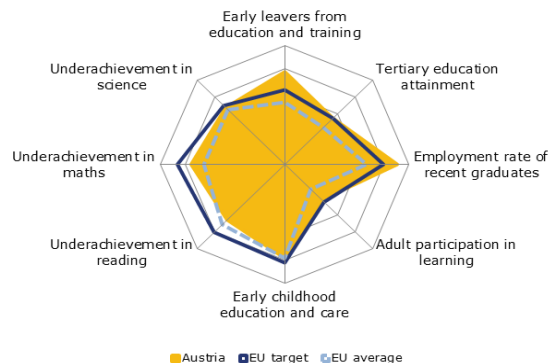 Early leavers from
education and training
Underachievement in
science
Tertiary education
attainment
Underachievement in
maths
Employment rate of
recent graduates
Underachievement in
reading
Adult participation in
learning
Early childhood
education and care
Austria EU target EU average